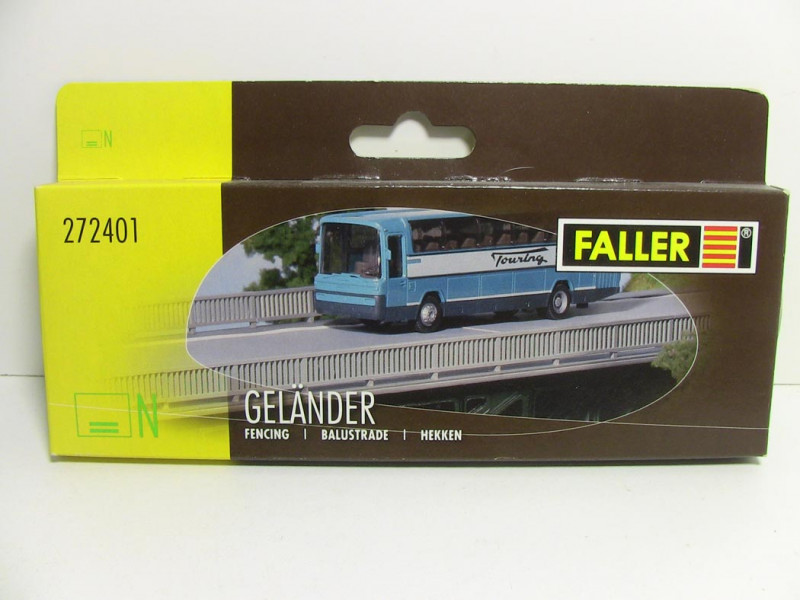 N
272401
Touring
FALLER ®
N
GELÄNDER
FENCING | BALUSTRADE | HEKKEN